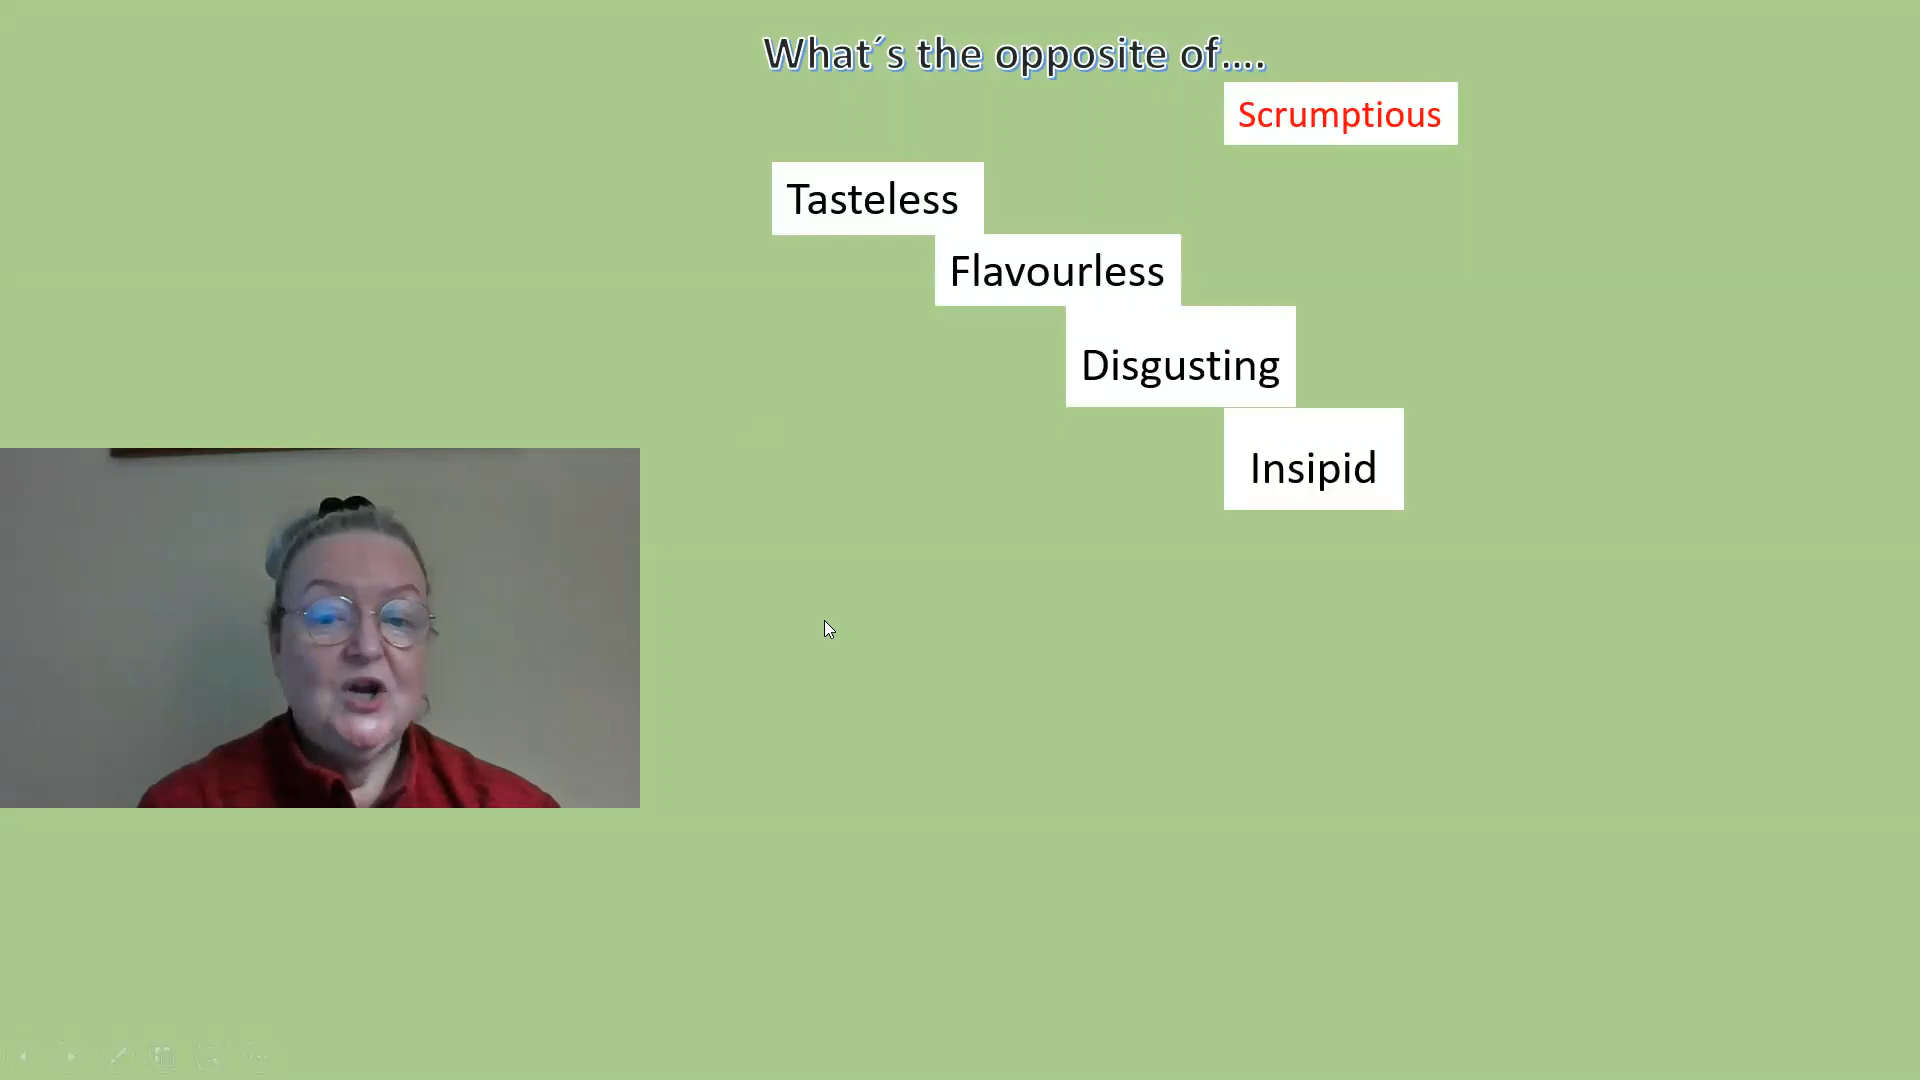 What´s the opposite of....
Scrumptious
Tasteless
Flavourless
Disgusting
Insipid